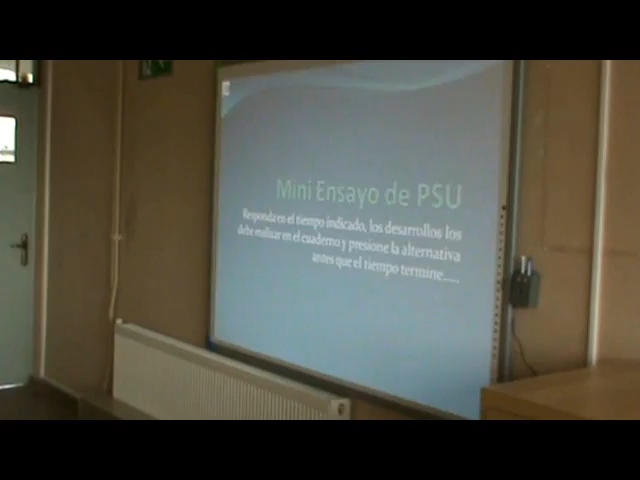 Mini Ensayo de PSU
Responda en el tiempo indicado, los desarrollos los
debe realizar en el cuaderno y presione la alternativa
antes que el tiempo termine.....